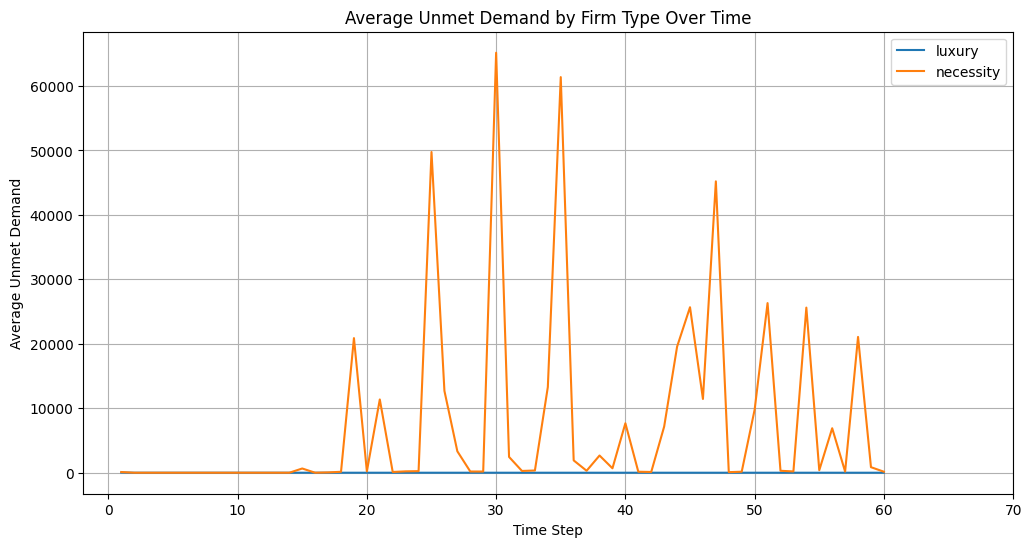 Average Unmet Demand by Firm Type Over Time
luxury
necessity
Average Unmet Demand
60000
50000
40000
30000
20000
10000
0
0 10 20 30 40 50 60 70
Time Step